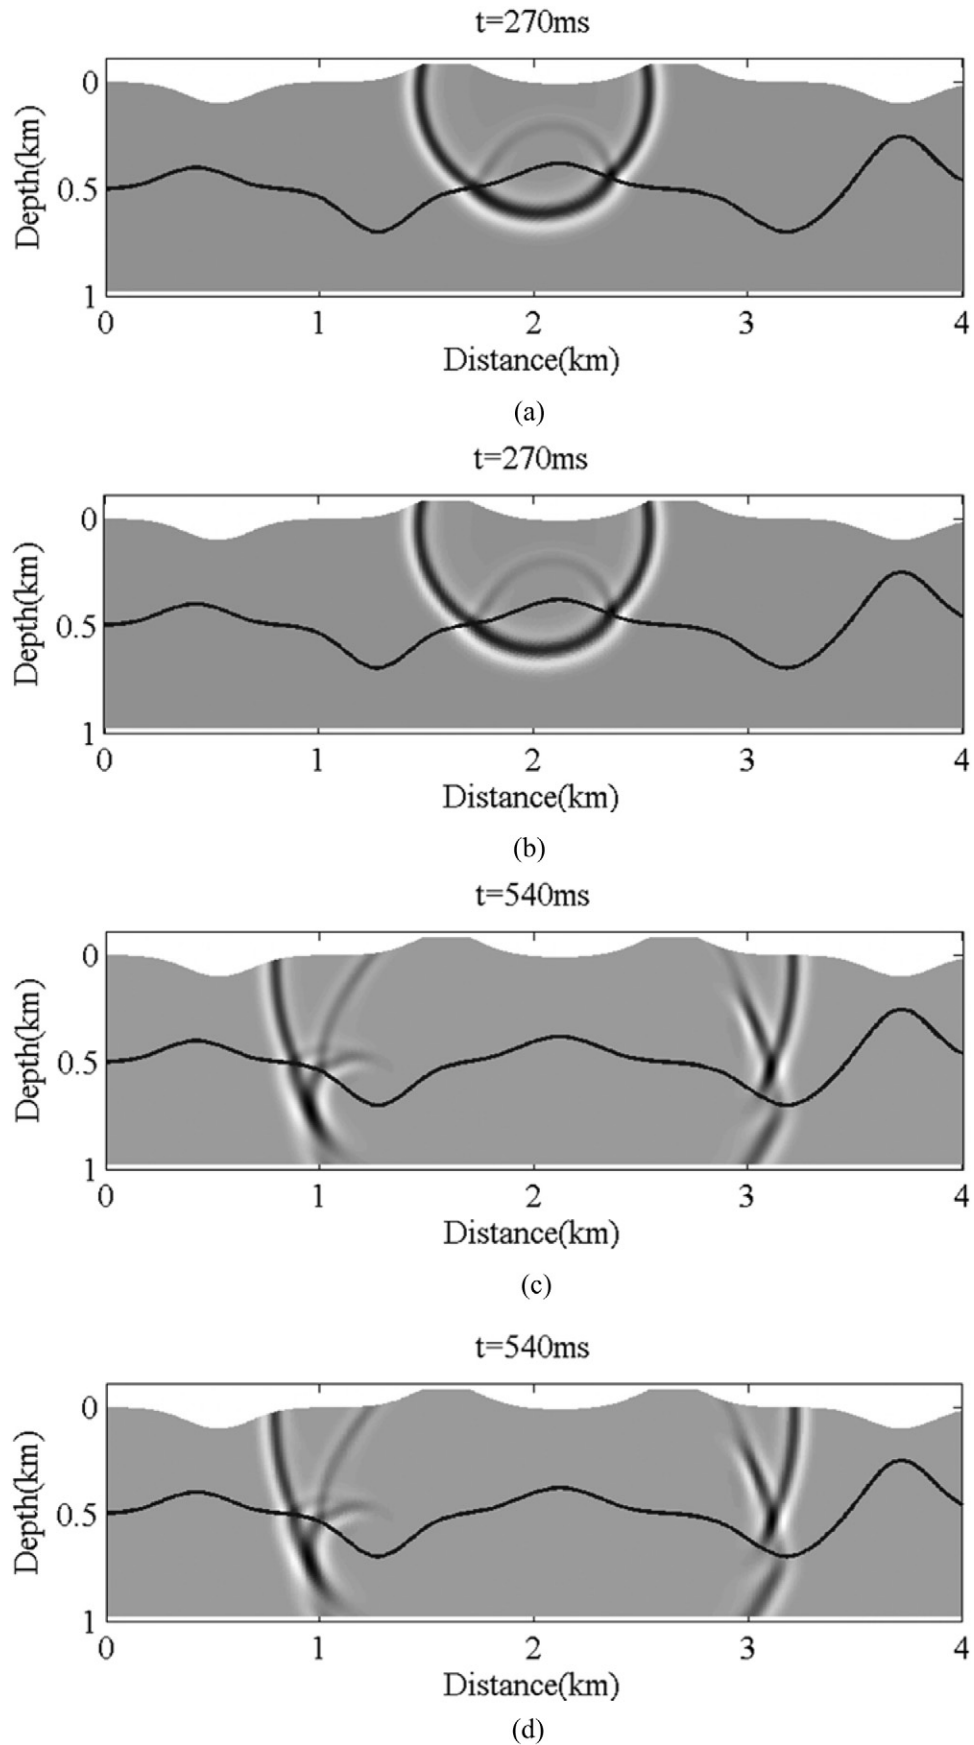 t=270ms
0
0.5
1
Depth(km)
0 1 2 3 4
Distance(km)
(a)
t=270ms
0
0.5
1
Depth(km)
0 1 2 3 4
Distance(km)
(b)
t=540ms
0
0.5
1
Depth(km)
0 1 2 3 4
Distance(km)
(c)
t=540ms
0
0.5
1
Depth(km)
0 1 2 3 4
Distance(km)
(d)